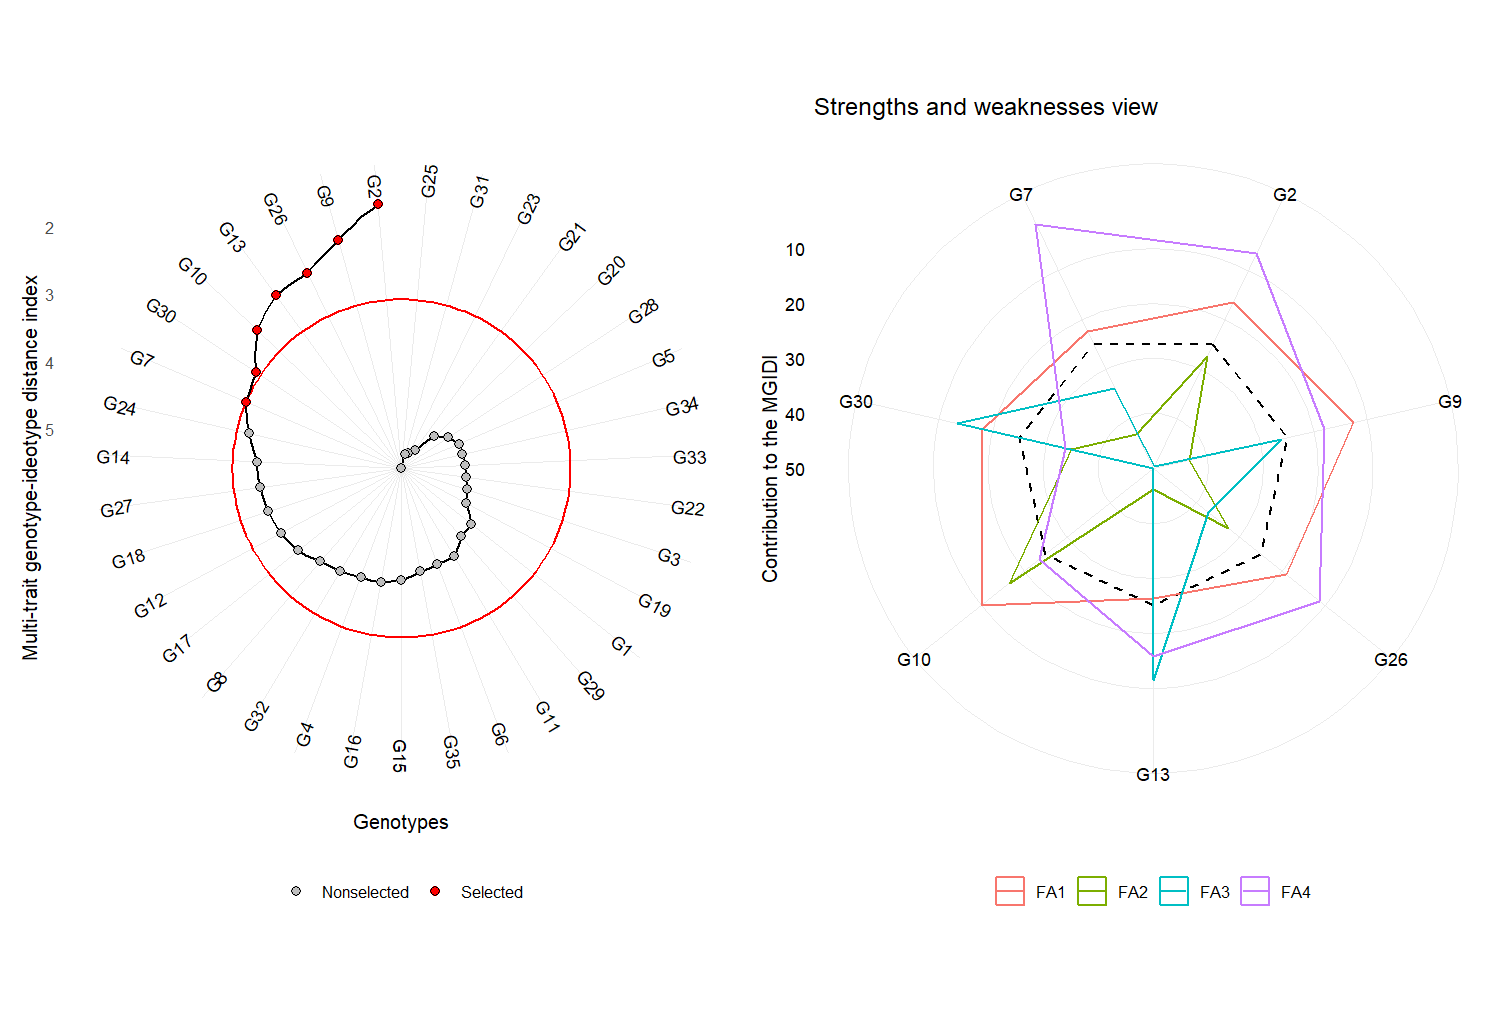 Strengths and weaknesses view
Multi-trait genotype-ideotype distance index
2
3
4
5
G2
G25
G31
G23
G21
G20
G28
G5
G34
G33
G22
G3
G19
G1
G29
G11
G6
G35
G15
G16
G4
G32
G8
G17
G12
G18
G27
G14
G24
G7
G30
G10
G13
G26
G9
Genotypes
Nonselected
Selected
Contribution to the MGIDI
10
20
30
40
50
G2
G9
G26
G13
G10
G30
G7
FA1
FA2
FA3
FA4